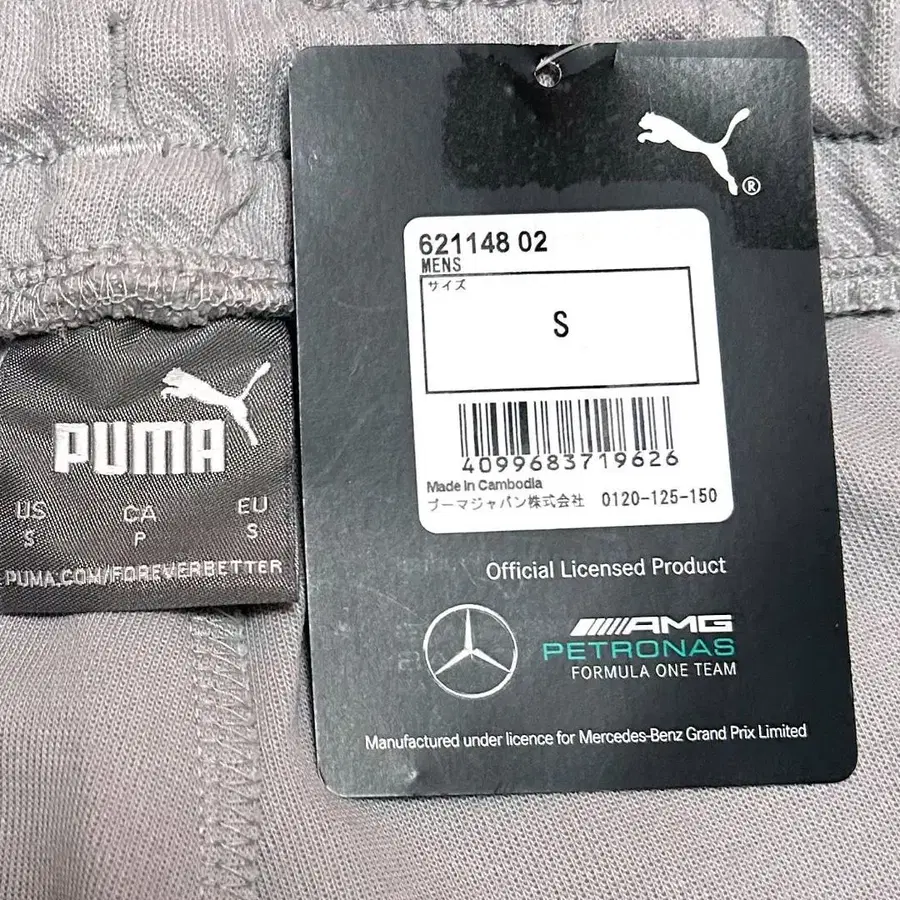 PUMA
US CA EU
S P S
PUMA.COM/FOREVERBETTER
®
621148 02
MENS
サイズ
S
4099683719626
Made in Cambodia
プーマジャパン株式会社 0120-125-150
Official Licensed Product
AMG
PETRONAS
FORMULA ONE TEAM
Manufactured under licence for Mercedes-Benz Grand Prix Limited